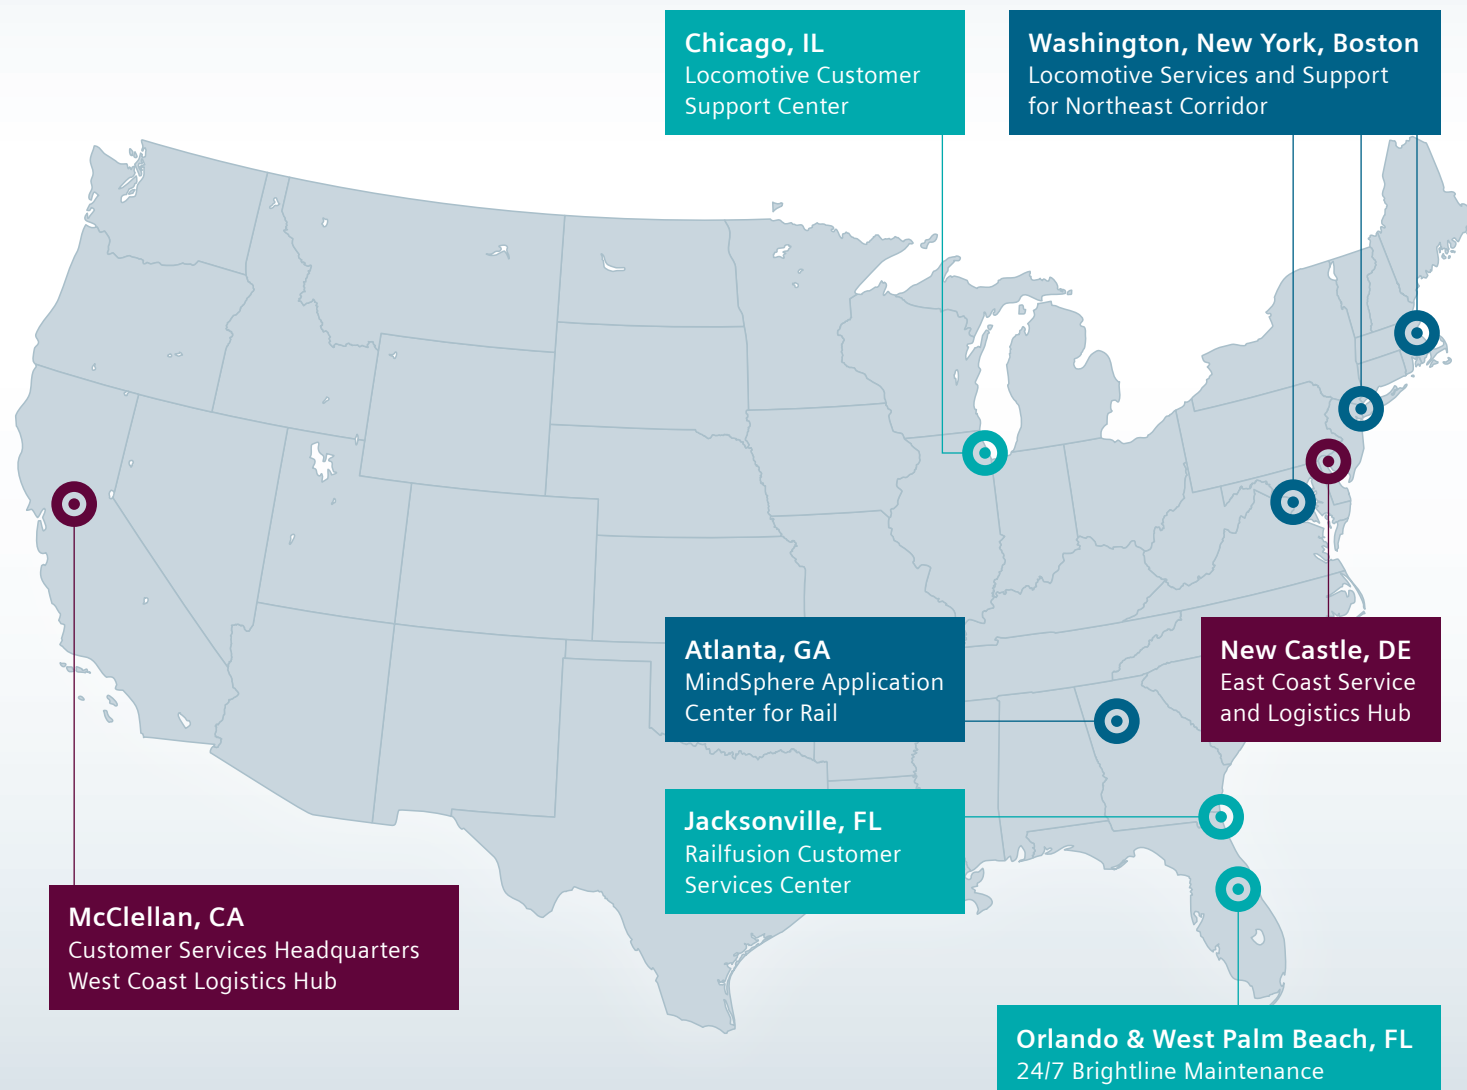 Chicago, IL
Locomotive Customer
Support Center
Washington, New York, Boston
Locomotive Services and Support
for Northeast Corridor
Atlanta, GA
MindSphere Application
Center for Rail
New Castle, DE
East Coast Service
and Logistics Hub
Jacksonville, FL
Railfusion Customer
Services Center
McClellan, CA
Customer Services Headquarters
West Coast Logistics Hub
Orlando & West Palm Beach, FL
24/7 Brightline Maintenance